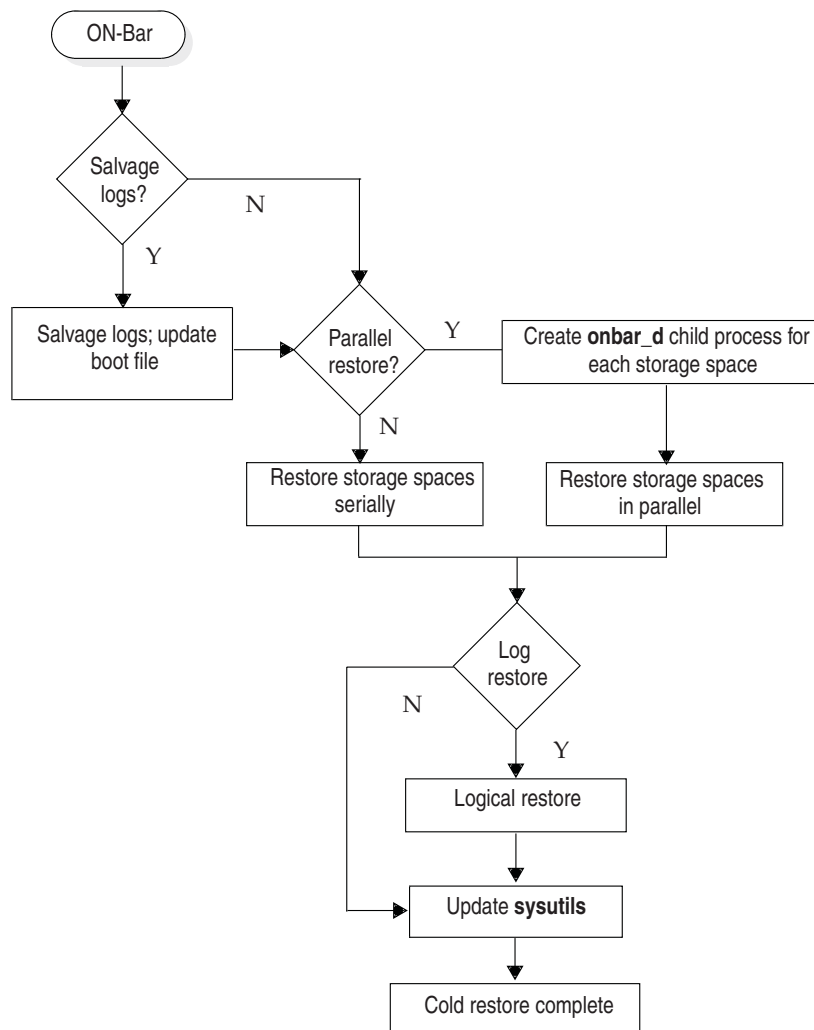 ON-Bar
Salvage
logs?
N
Y
Salvage logs; update
boot file
Parallel
restore?
Y
Create onbar_d child process for
each storage space
N
Restore storage spaces
serially
Restore storage spaces
in parallel
Log
restore
N
Y
Logical restore
Update sysutils
Cold restore complete